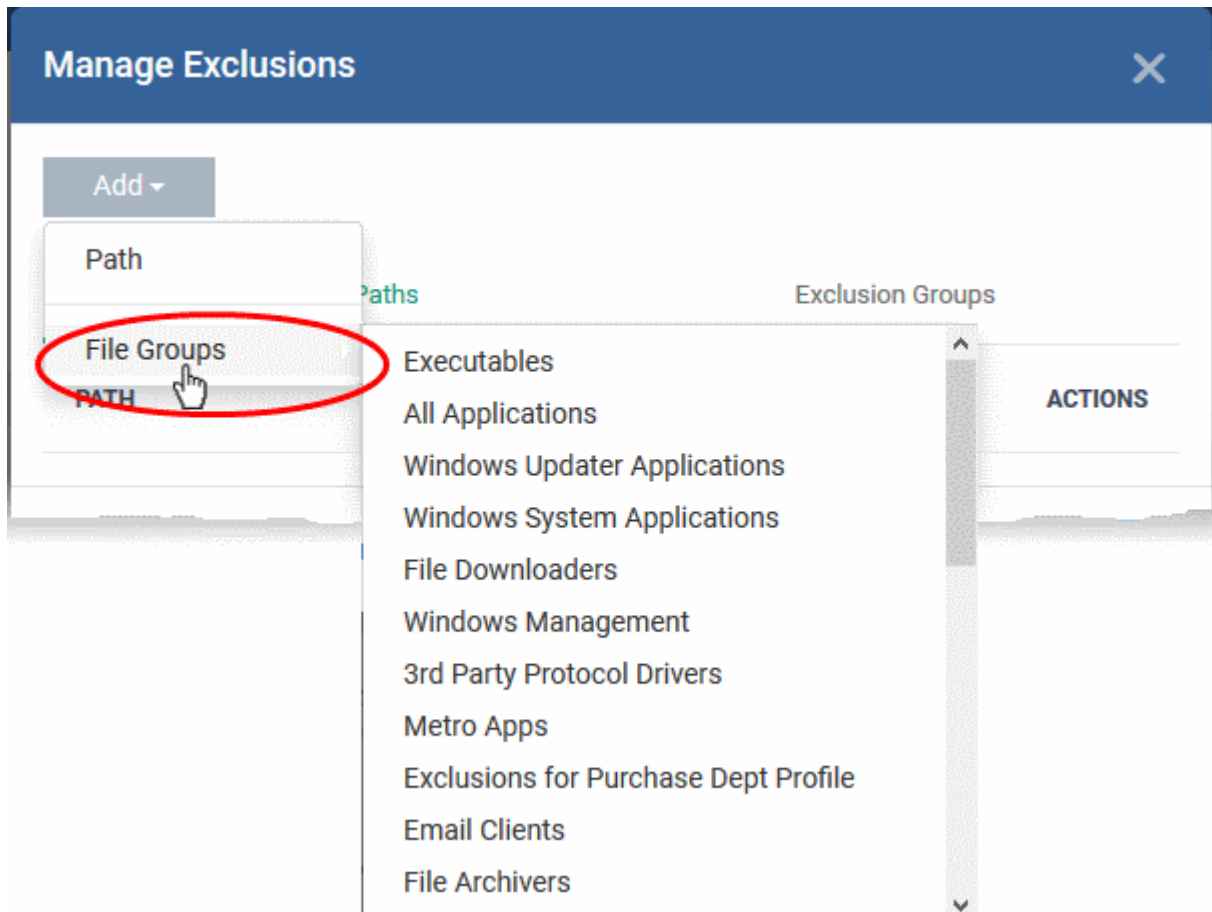 Manage Exclusions
Add
Path
Paths
Exclusion Groups
File Groups
PATH
ACTIONS
Executables
All Applications
Windows Updater Applications
Windows System Applications
File Downloaders
Windows Management
3rd Party Protocol Drivers
Metro Apps
Exclusions for Purchase Dept Profile
Email Clients
File Archivers